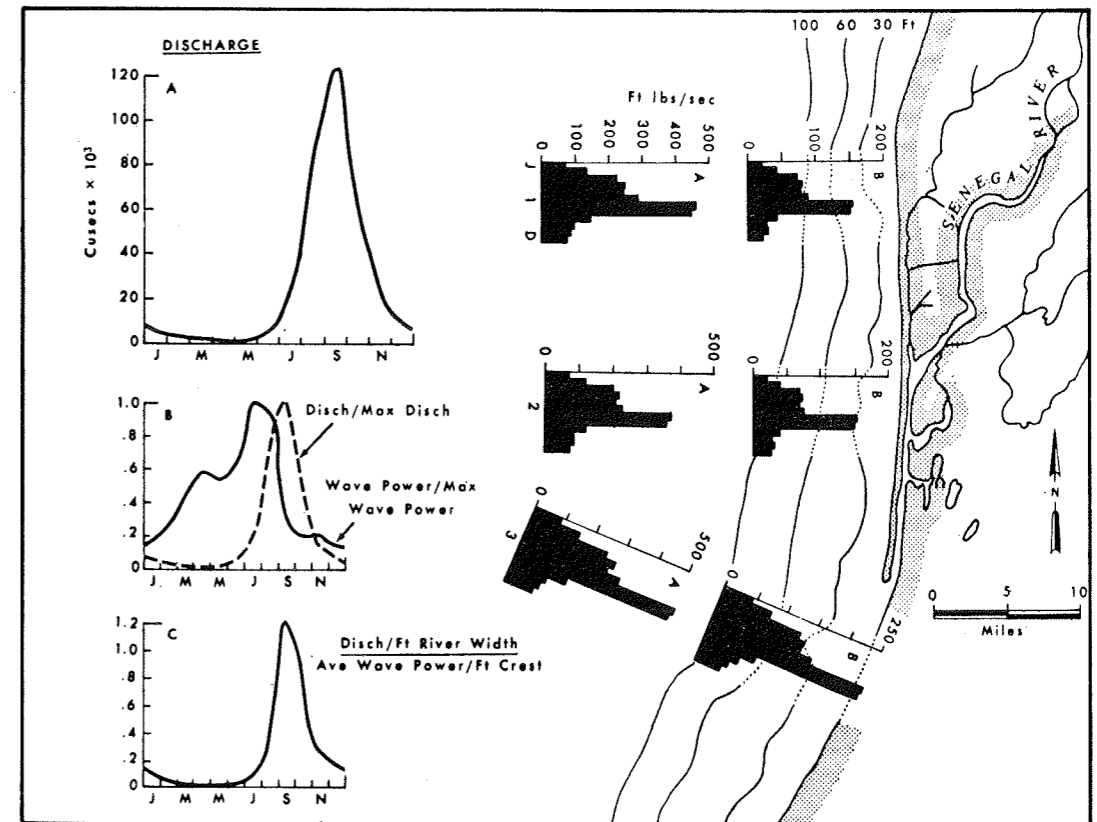 DISCHARGE
A
Cusecs × 10³
120
100
80
60
40
20
0
J M M J S N
B
1.0
.8
.6
.4
.2
0
Disch/Max Disch
Wave Power/Max
Wave Power
J M M J S N
C
1.2
1.0
.8
.6
.4
.2
0
Disch/Ft River Width
Ave Wave Power/Ft Crest
J M M J S N
100 60 30 Ft
Ft lbs/sec
0 100 200 300 400 500
A
J 1 D
0 100 200
B
0 500
A
2
0 200
B
0 500
A
3
0 250
B
SENEGAL RIVER
N
0 5 10
Miles